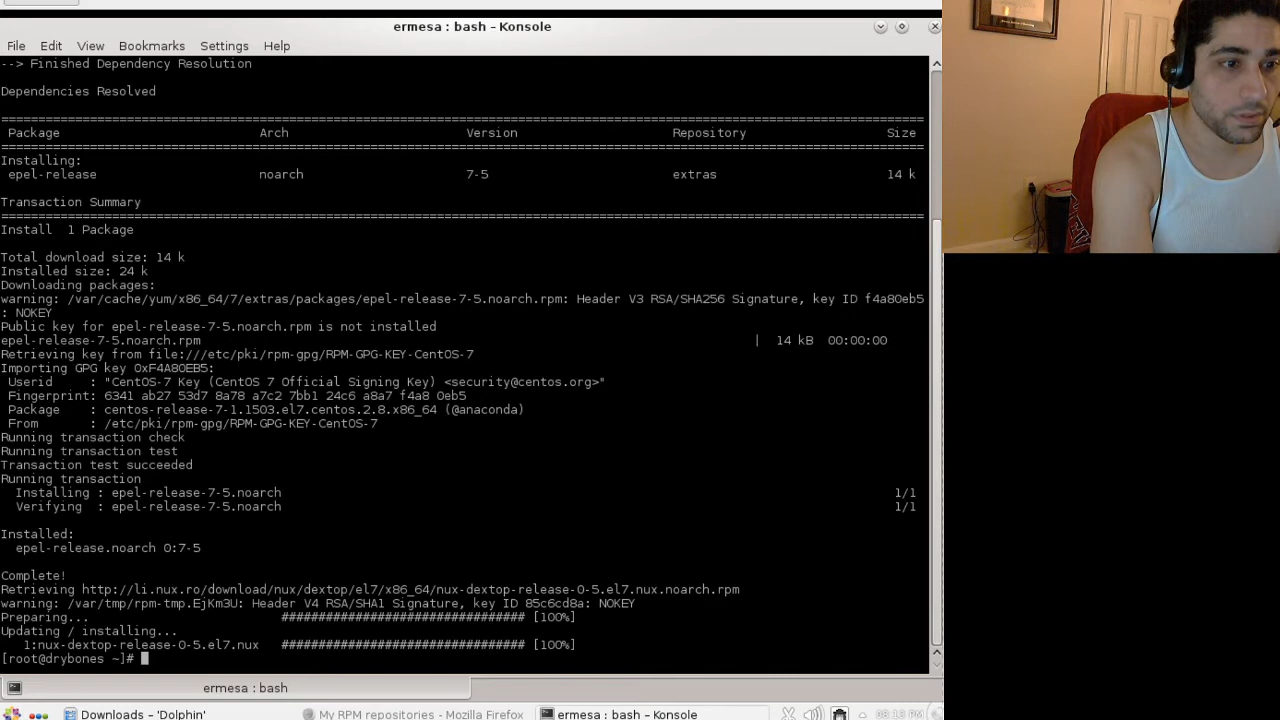 ermesa : bash – Konsole
File Edit View Bookmarks Settings Help
--> Finished Dependency Resolution
Dependencies Resolved
================================================================================
Package Arch Version Repository Size
================================================================================
Installing:
epel-release noarch 7-5 extras 14 k
Transaction Summary
================================================================================
Install 1 Package
Total download size: 14 k
Installed size: 24 k
Downloading packages:
warning: /var/cache/yum/x86_64/7/extras/packages/epel-release-7-5.noarch.rpm: Header V3 RSA/SHA256 Signature, key ID f4a80eb5
: NOKEY
Public key for epel-release-7-5.noarch.rpm is not installed
epel-release-7-5.noarch.rpm | 14 kB 00:00:00
Retrieving key from file:///etc/pki/rpm-gpg/RPM-GPG-KEY-CentOS-7
Importing GPG key 0xF4A80EB5:
Userid : "CentOS-7 Key (CentOS 7 Official Signing Key) <security@centos.org>"
Fingerprint: 6341 ab27 53d7 8a78 a7c2 7bb1 24c6 a8a7 f4a8 0eb5
Package : centos-release-7-1.1503.el7.centos.2.8.x86_64 (@anaconda)
From : /etc/pki/rpm-gpg/RPM-GPG-KEY-CentOS-7
Running transaction check
Running transaction test
Transaction test succeeded
Running transaction
Installing : epel-release-7-5.noarch 1/1
Verifying : epel-release-7-5.noarch 1/1
Installed:
epel-release.noarch 0:7-5
Complete!
Retrieving http://li.nux.ro/download/nux/dextop/el7/x86_64/nux-dextop-release-0-5.el7.nux.noarch.rpm
warning: /var/tmp/rpm-tmp.EjKm3U: Header V4 RSA/SHA1 Signature, key ID 85c6cd8a: NOKEY
Preparing... ################################# [100%]
Updating / installing...
1:nux-dextop-release-0-5.el7.nux ################################# [100%]
[root@drybones ~]#
ermesa : bash
Downloads – 'Dolphin' My RPM repositories - Mozilla Firefox ermesa : bash – Konsole 08:13 PM